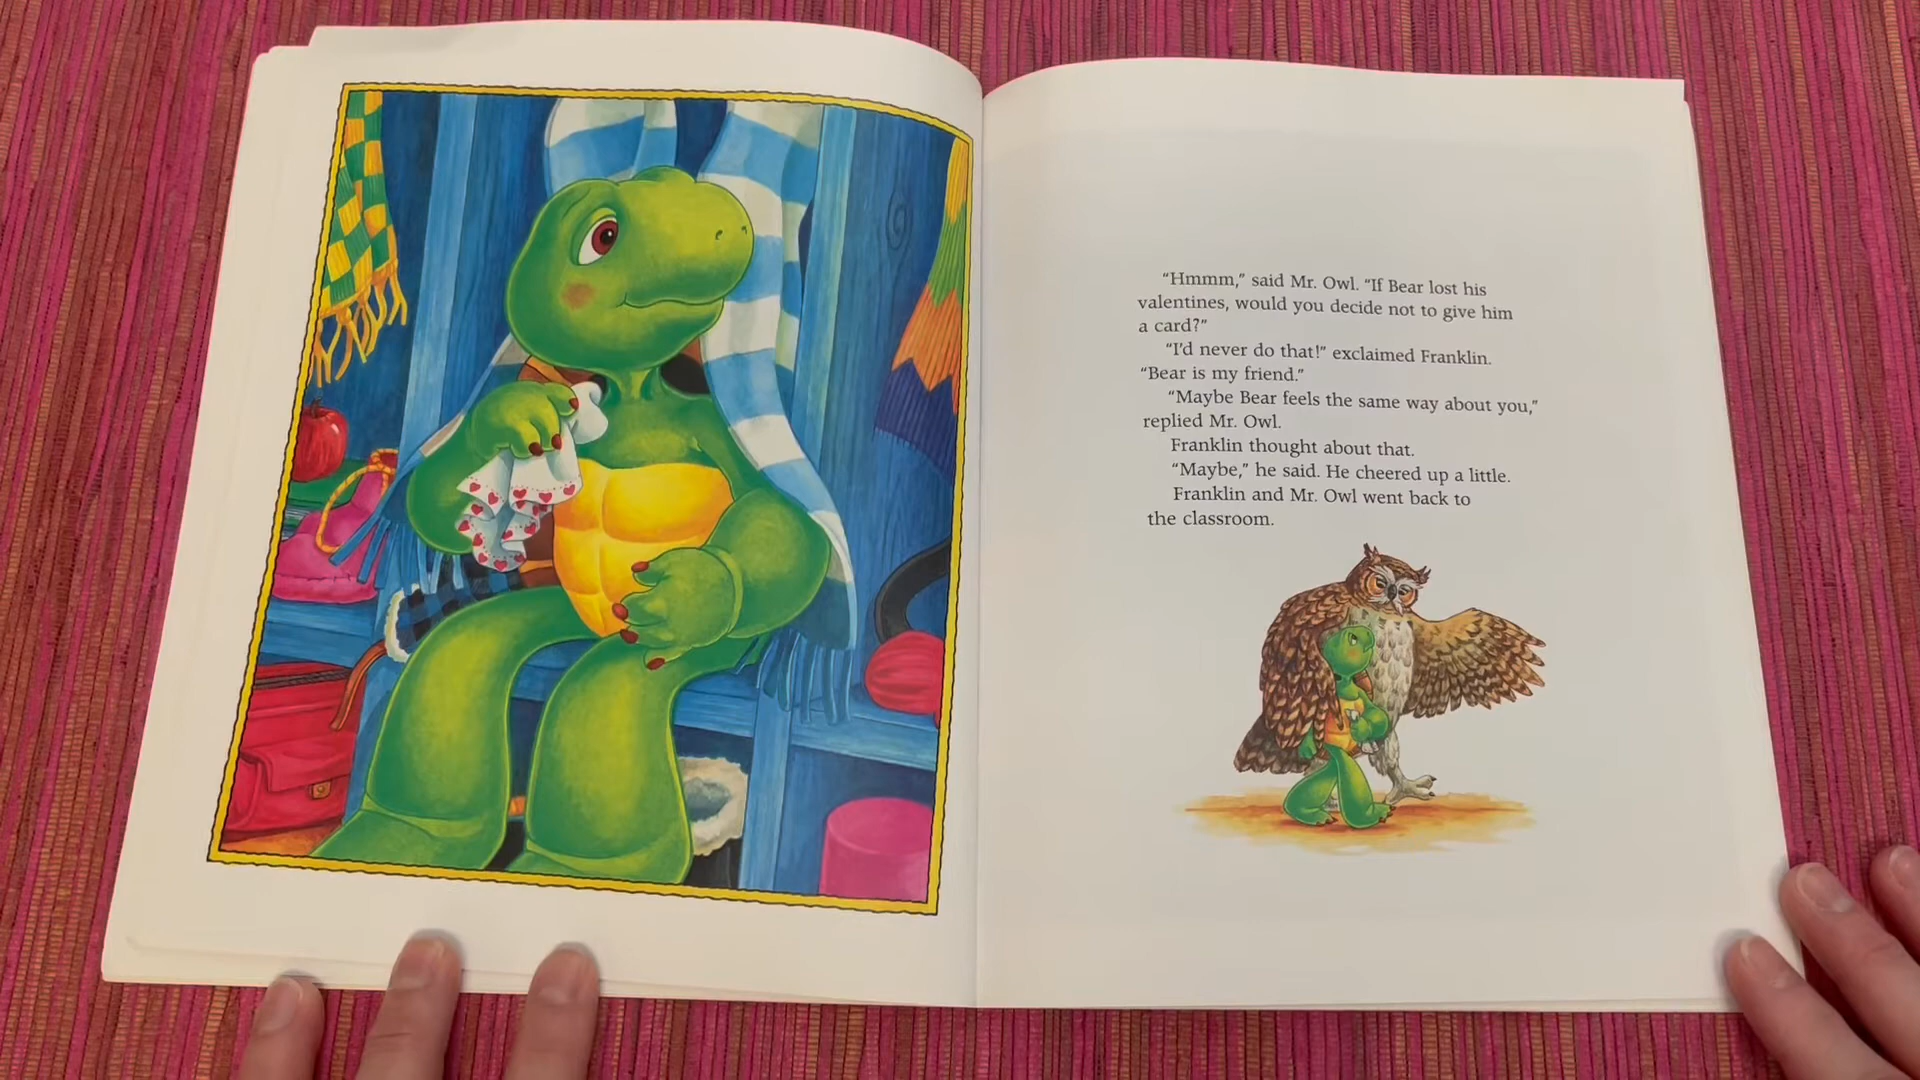 “Hmmm,” said Mr. Owl. “If Bear lost his
valentines, would you decide not to give him
a card?”
“I’d never do that!” exclaimed Franklin.
“Bear is my friend.”
“Maybe Bear feels the same way about you,”
replied Mr. Owl.
Franklin thought about that.
“Maybe,” he said. He cheered up a little.
Franklin and Mr. Owl went back to
the classroom.